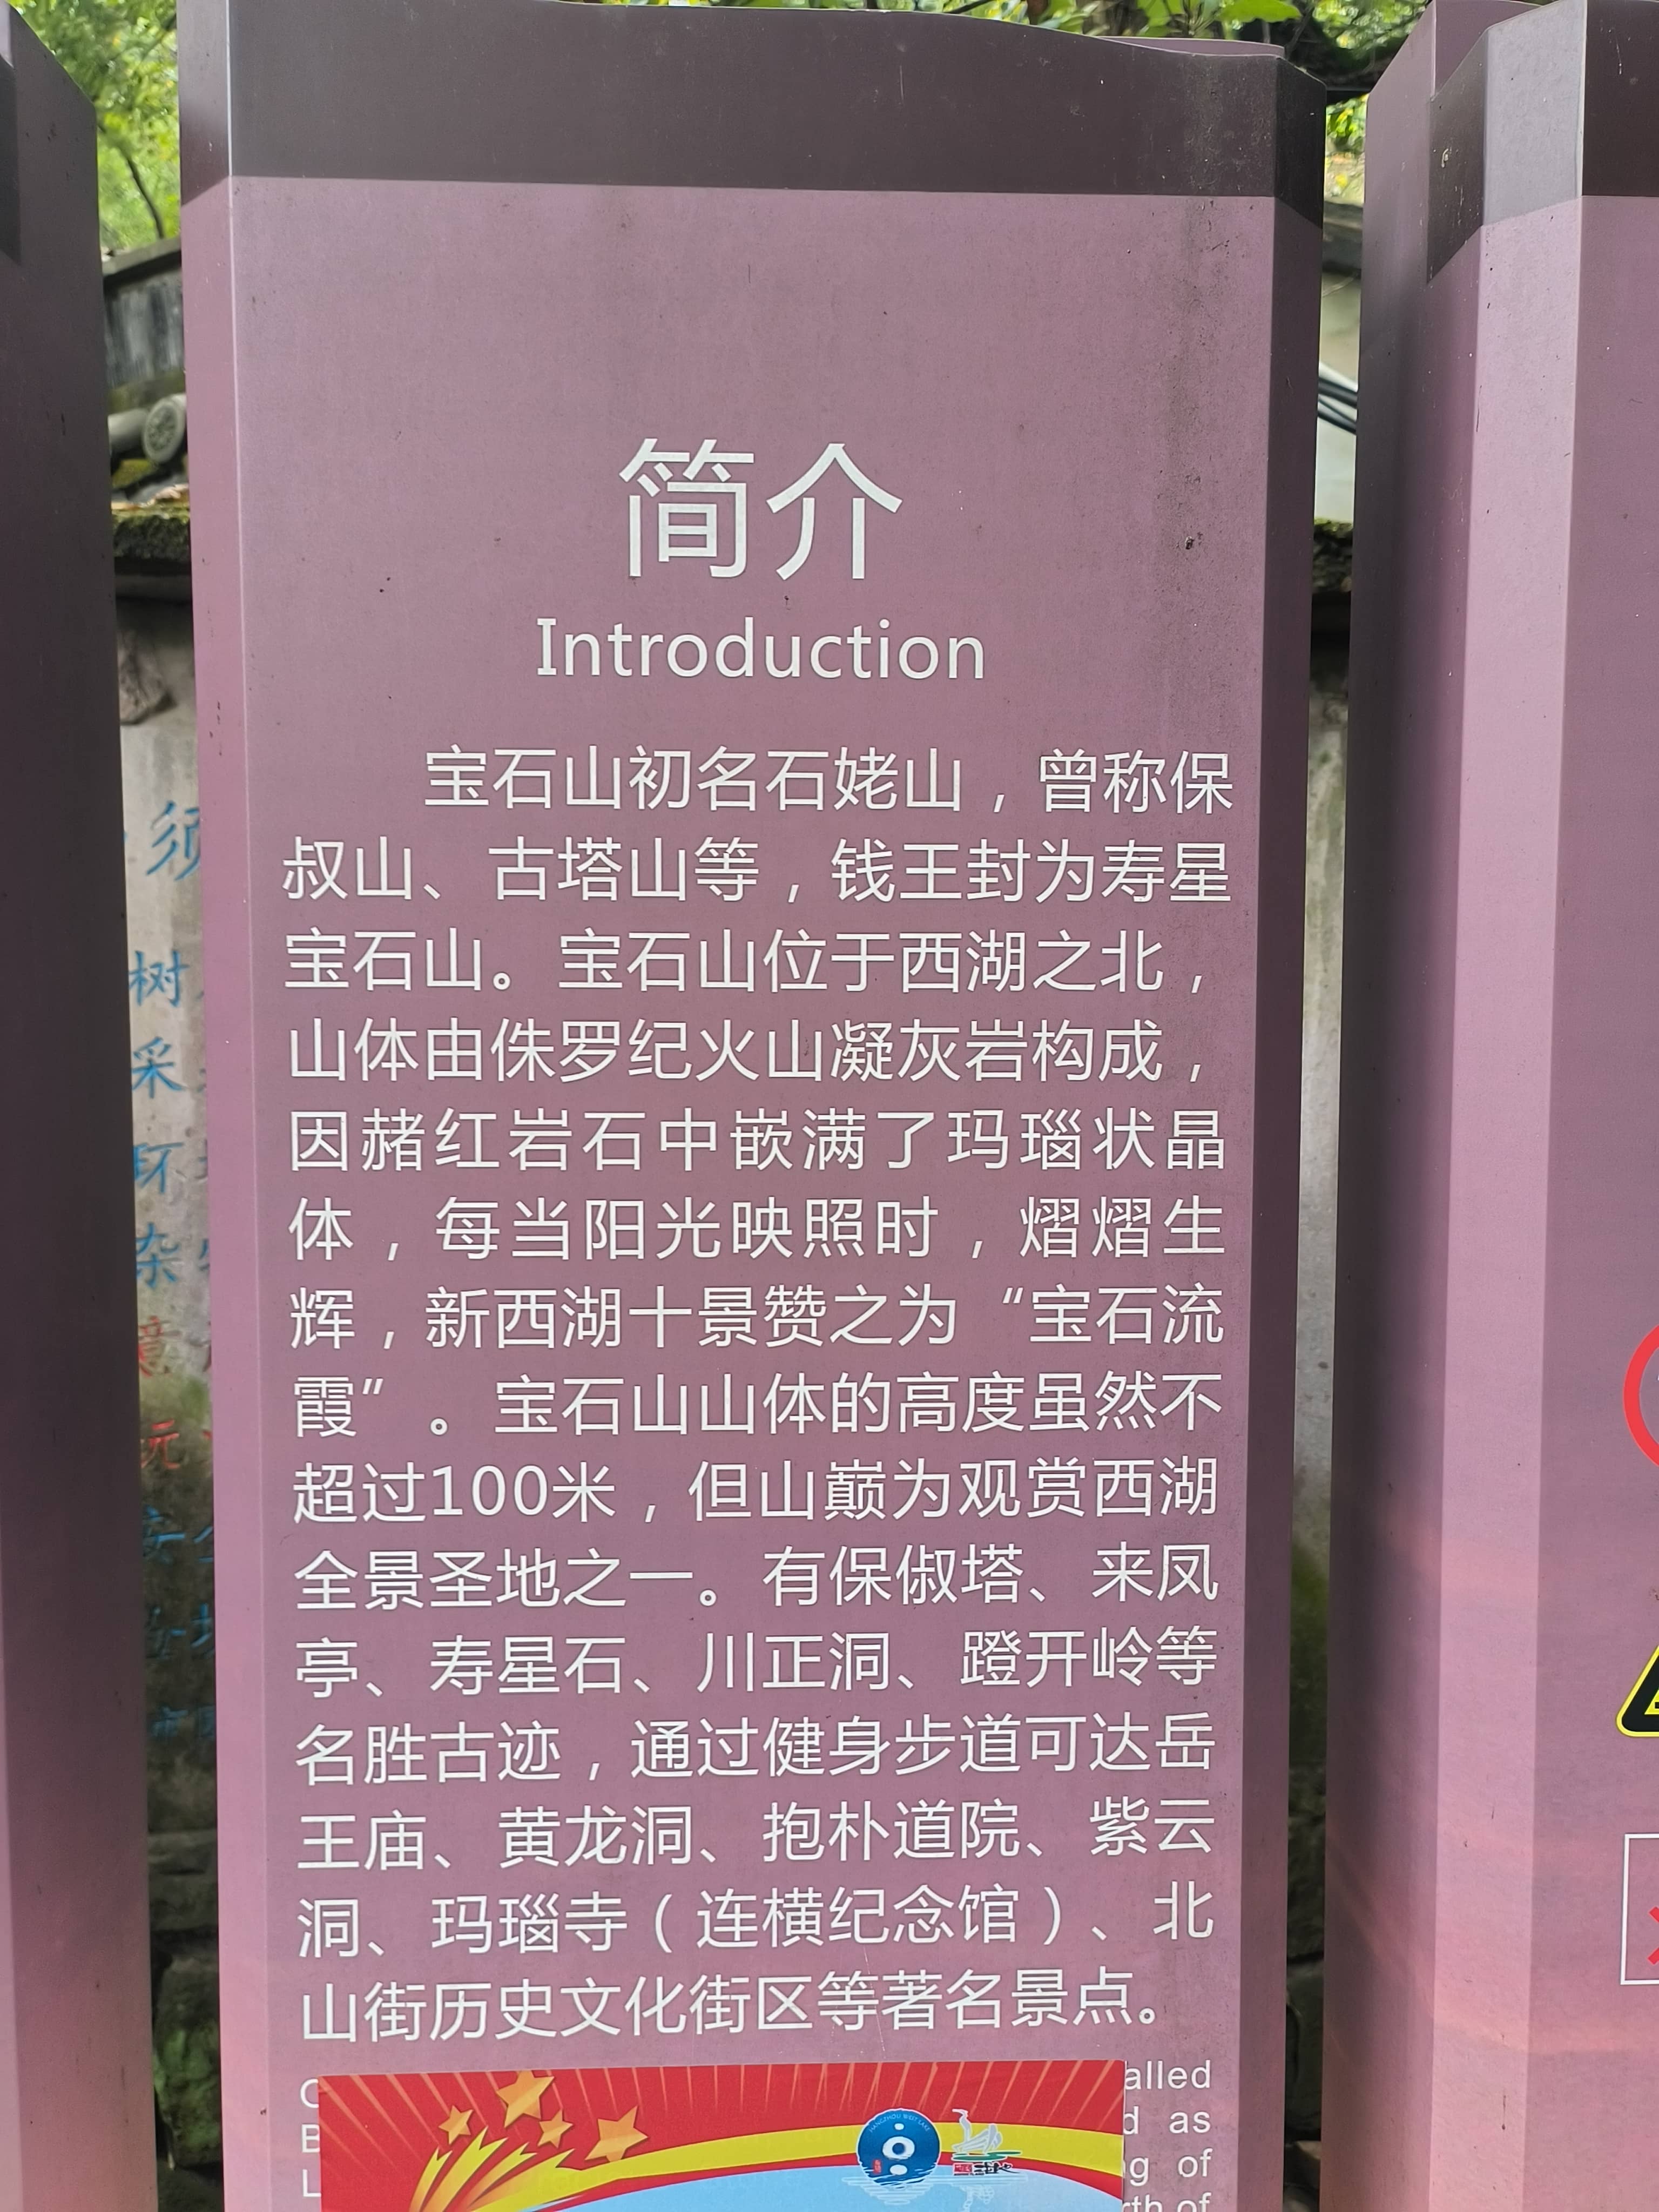 简介
Introduction
宝石山初名石姥山，曾称保
叔山、古塔山等，钱王封为寿星
宝石山。宝石山位于西湖之北，
山体由侏罗纪火山凝灰岩构成，
因赭红岩石中嵌满了玛瑙状晶
体，每当阳光映照时，熠熠生
辉，新西湖十景赞之为“宝石流
霞”。宝石山山体的高度虽然不
超过100米，但山巅为观赏西湖
全景圣地之一。有保俶塔、来凤
亭、寿星石、川正洞、蹬开岭等
名胜古迹，通过健身步道可达岳
王庙、黄龙洞、抱朴道院、紫云
洞、玛瑙寺（连横纪念馆）、北
山街历史文化街区等著名景点。
alled
as
of
of
须
树
采
杂